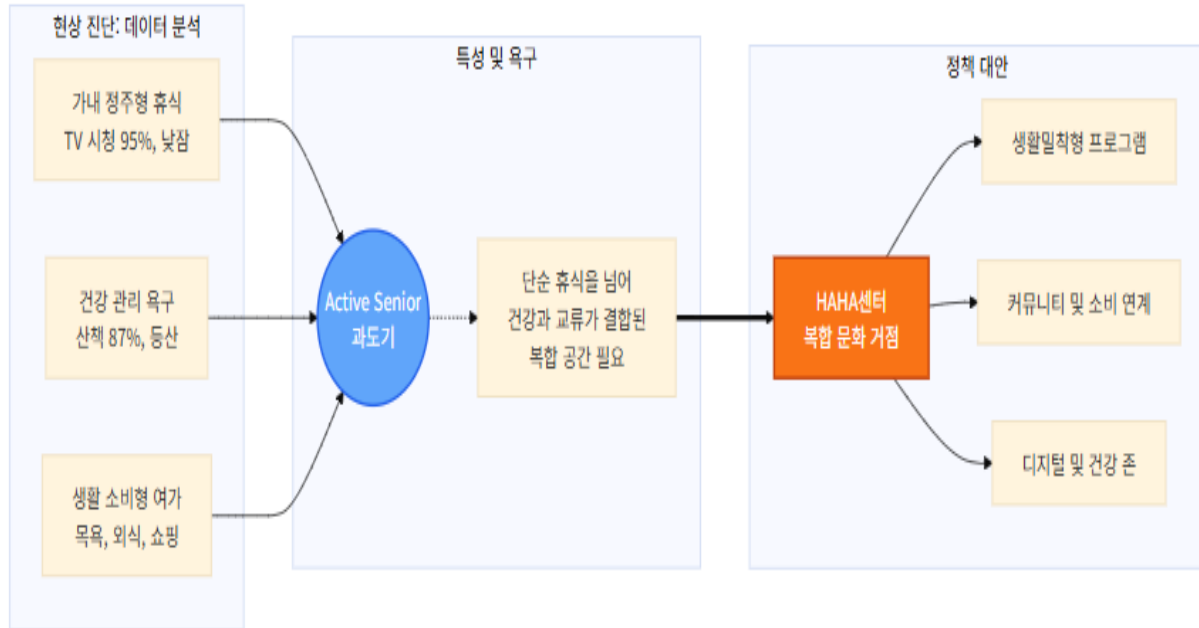 현상 진단: 데이터 분석
가내 정주형 휴식
TV 시청 95%, 낮잠
건강 관리 욕구
산책 87%, 등산
생활 소비형 여가
목욕, 외식, 쇼핑
특성 및 욕구
Active Senior
과도기
단순 휴식을 넘어
건강과 교류가 결합된
복합 공간 필요
정책 대안
HAHA센터
복합 문화 거점
생활밀착형 프로그램
커뮤니티 및 소비 연계
디지털 및 건강 존